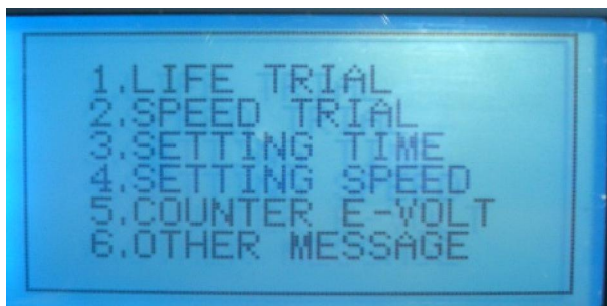 1.LIFE TRIAL
2.SPEED TRIAL
3.SETTING TIME
4.SETTING SPEED
5.COUNTER E-VOLT
6.OTHER MESSAGE